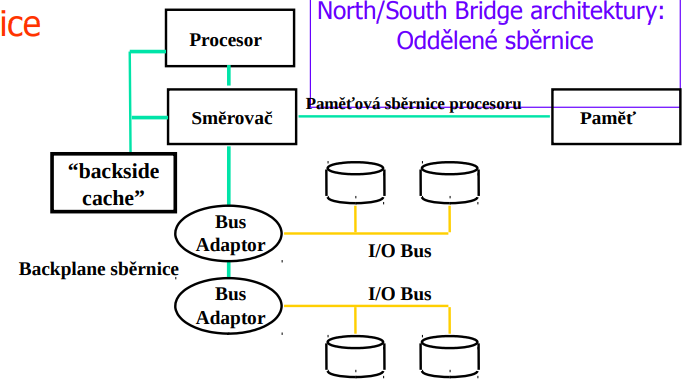 ice
North/South Bridge architektury:
Oddělené sběrnice
Procesor
Směrovač
Paměťová sběrnice procesoru
Paměť
“backside
cache”
Bus
Adaptor
I/O Bus
Backplane sběrnice
Bus
Adaptor
I/O Bus